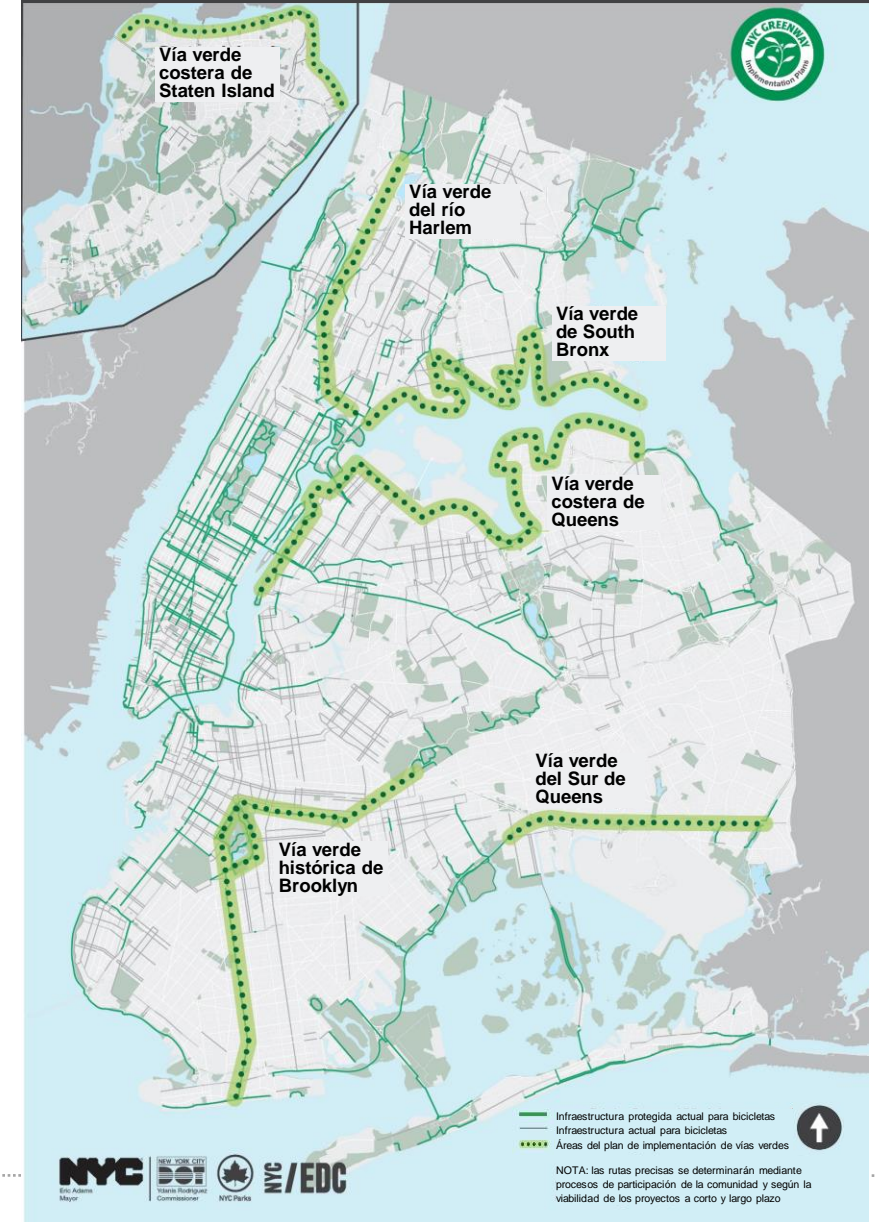 NYC GREENWAY
Implementation Plans
Vía verde
costera de
Staten Island
Vía verde
del río
Harlem
Vía verde
de South
Bronx
Vía verde
costera de
Queens
Vía verde
del Sur de
Queens
Vía verde
histórica de
Brooklyn
Infraestructura protegida actual para bicicletas
Infraestructura actual para bicicletas
Áreas del plan de implementación de vías verdes
NOTA: las rutas precisas se determinarán mediante
procesos de participación de la comunidad y según la
viabilidad de los proyectos a corto y largo plazo
NYC
Eric Adams
Mayor
NEW YORK CITY
DOT
Ydanis Rodriguez
Commissioner
NYC Parks
NYC/EDC